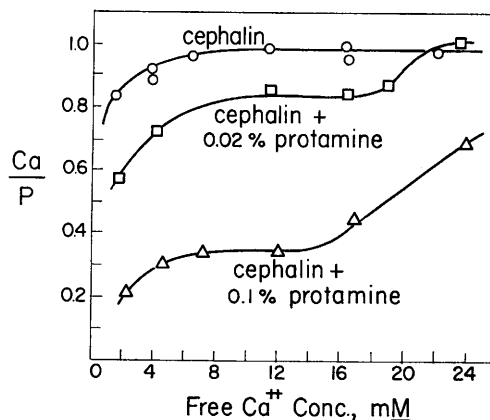 1.0
0.8
0.6
0.4
0.2
Ca
P
cephalin
cephalin +
0.02 % protamine
cephalin +
0.1 % protamine
0 4 8 12 16 20 24
Free Ca++ Conc., mM